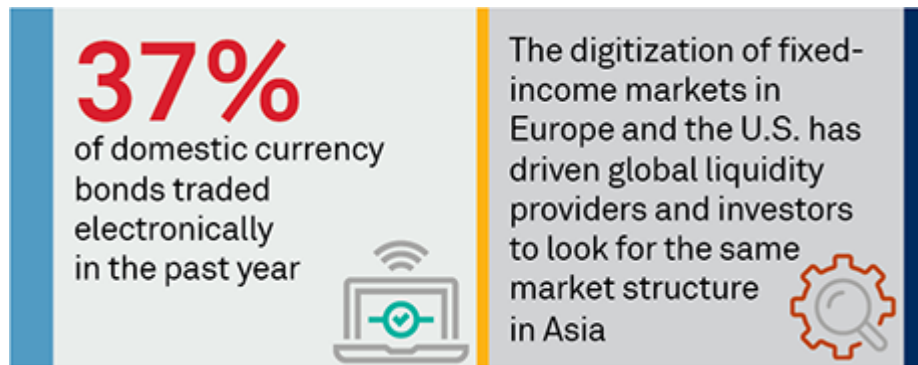 37%
of domestic currency
bonds traded
electronically
in the past year
The digitization of fixed-
income markets in
Europe and the U.S. has
driven global liquidity
providers and investors
to look for the same
market structure
in Asia